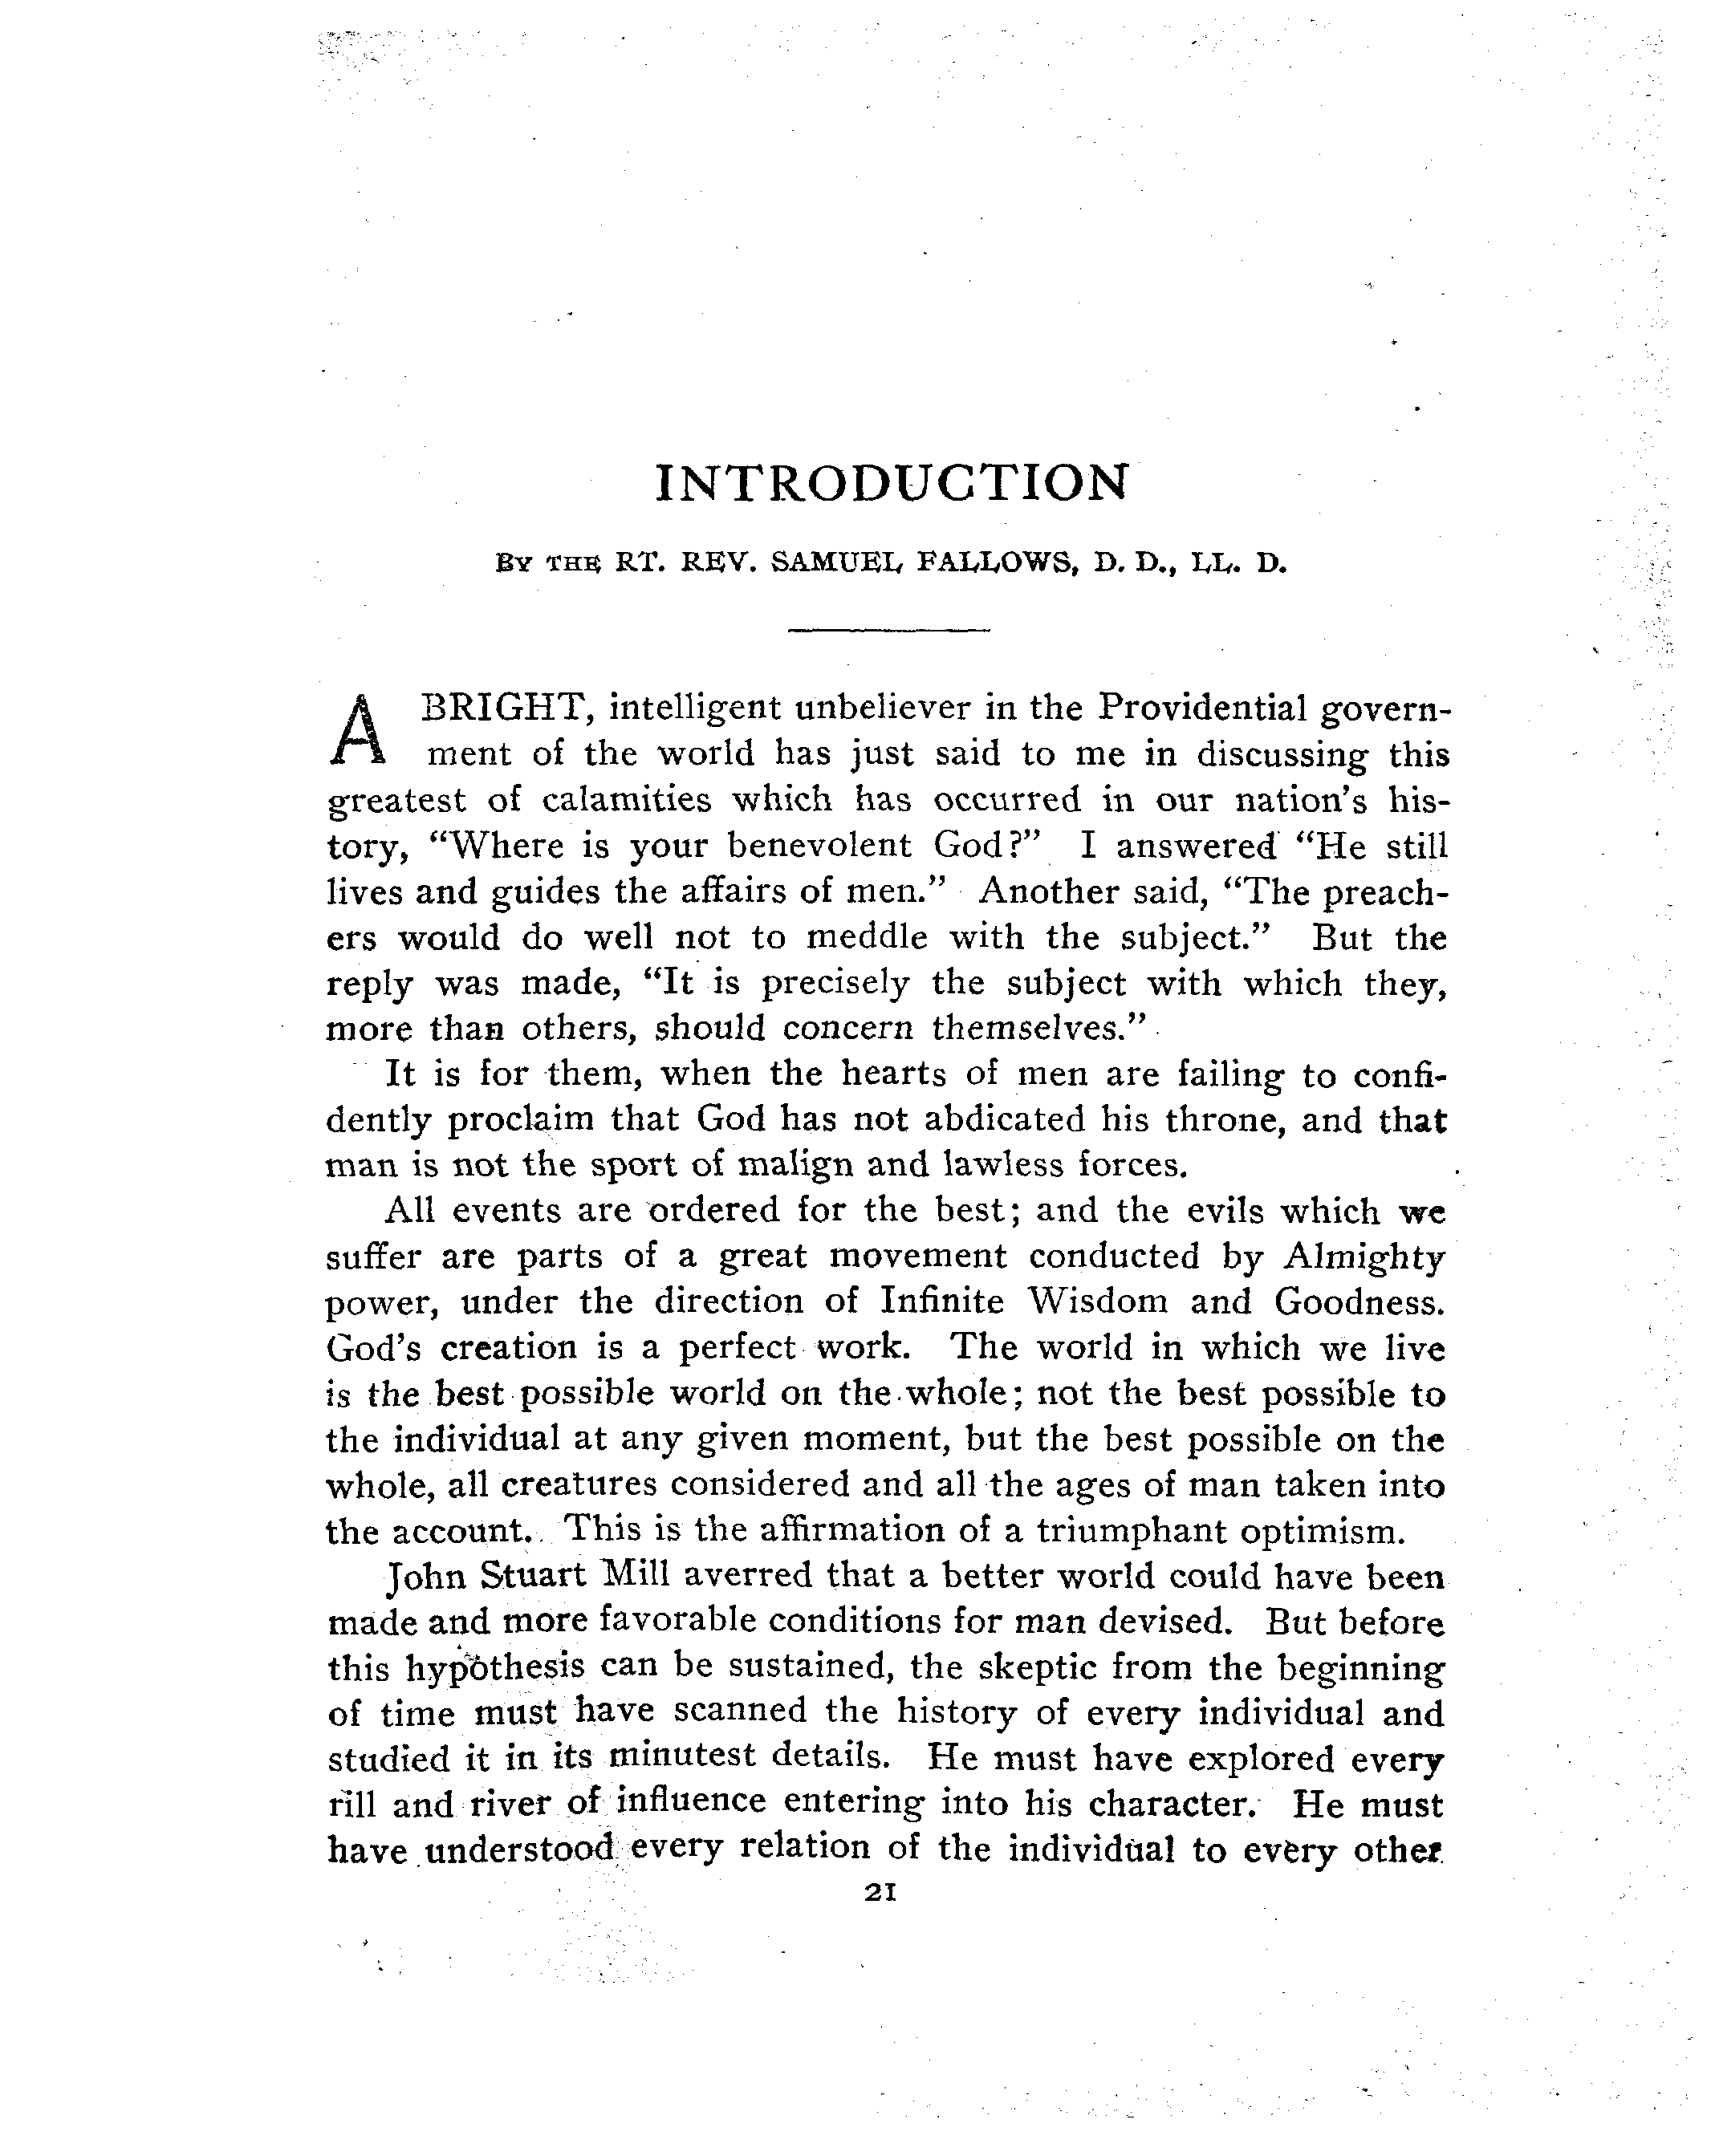 INTRODUCTION
BY THE RT. REV. SAMUEL FALLOWS, D. D., LL. D.
A BRIGHT, intelligent unbeliever in the Providential govern-
ment of the world has just said to me in discussing this
greatest of calamities which has occurred in our nation's his-
tory, “Where is your benevolent God?” I answered “He still
lives and guides the affairs of men.” Another said, “The preach-
ers would do well not to meddle with the subject.” But the
reply was made, “It is precisely the subject with which they,
more than others, should concern themselves.”
It is for them, when the hearts of men are failing to confi-
dently proclaim that God has not abdicated his throne, and that
man is not the sport of malign and lawless forces.
All events are ordered for the best; and the evils which we
suffer are parts of a great movement conducted by Almighty
power, under the direction of Infinite Wisdom and Goodness.
God's creation is a perfect work. The world in which we live
is the best possible world on the whole; not the best possible to
the individual at any given moment, but the best possible on the
whole, all creatures considered and all the ages of man taken into
the account. This is the affirmation of a triumphant optimism.
John Stuart Mill averred that a better world could have been
made and more favorable conditions for man devised. But before
this hypothesis can be sustained, the skeptic from the beginning
of time must have scanned the history of every individual and
studied it in its minutest details. He must have explored every
rill and river of influence entering into his character. He must
have understood every relation of the individual to every other
21